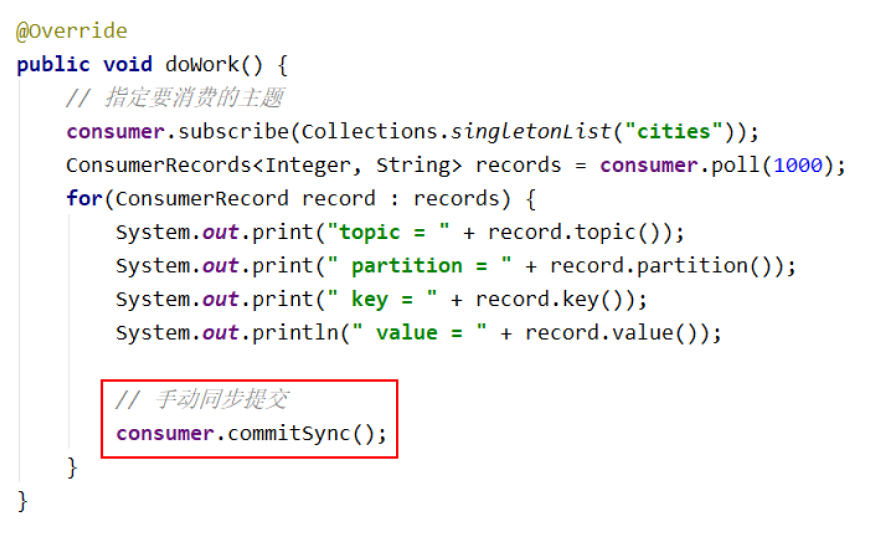 @Override
public void doWork() {
    // 指定要消费的主题
    consumer.subscribe(Collections.singletonList("cities"));
    ConsumerRecords<Integer, String> records = consumer.poll(1000);
    for(ConsumerRecord record : records) {
        System.out.print("topic = " + record.topic());
        System.out.print(" partition = " + record.partition());
        System.out.print(" key = " + record.key());
        System.out.println(" value = " + record.value());
        // 手动同步提交
        consumer.commitSync();
    }
}